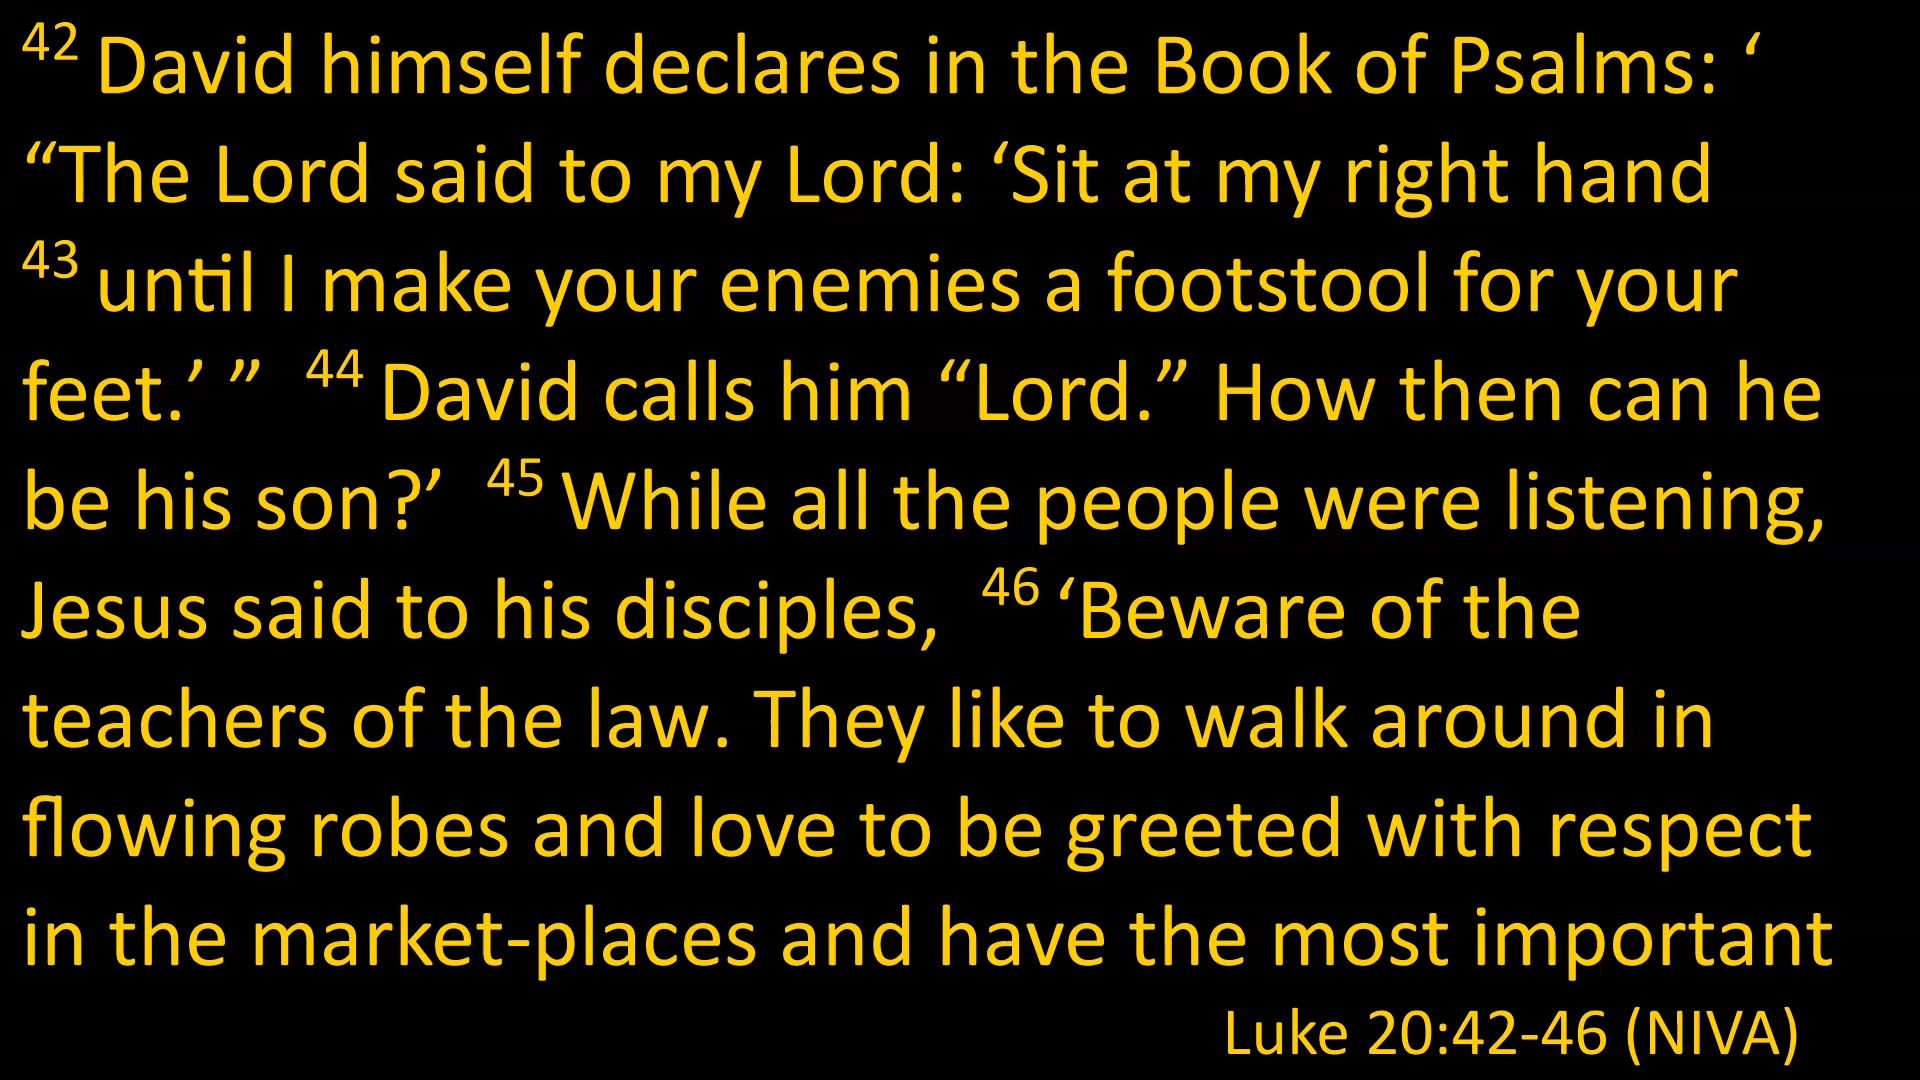 42 David himself declares in the Book of Psalms: ‘
“The Lord said to my Lord: ‘Sit at my right hand
43 until I make your enemies a footstool for your
feet.’ ” 44 David calls him “Lord.” How then can he
be his son?’ 45 While all the people were listening,
Jesus said to his disciples, 46 ‘Beware of the
teachers of the law. They like to walk around in
flowing robes and love to be greeted with respect
in the market-places and have the most important
Luke 20:42-46 (NIVA)